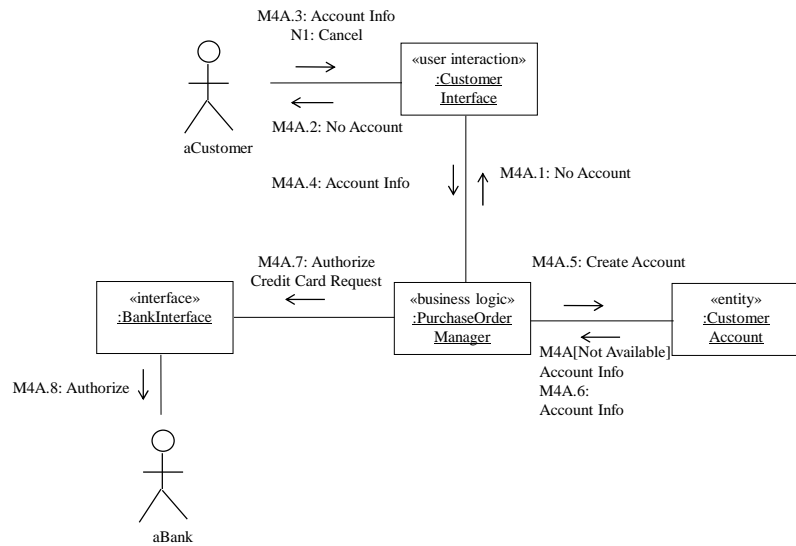 M4A.3: Account Info
N1: Cancel
«user interaction»
:Customer
Interface
M4A.2: No Account
aCustomer
M4A.4: Account Info
M4A.1: No Account
M4A.7: Authorize
Credit Card Request
M4A.5: Create Account
«interface»
:BankInterface
«business logic»
:PurchaseOrder
Manager
«entity»
:Customer
Account
M4A[Not Available]
Account Info
M4A.6:
Account Info
M4A.8: Authorize
aBank